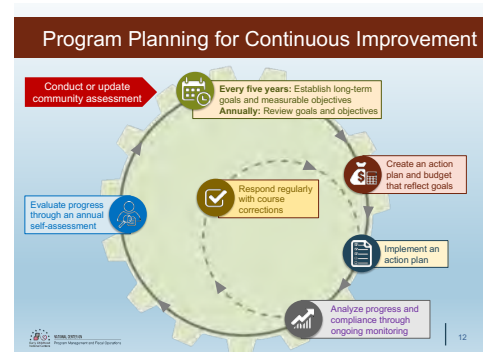 Program Planning for Continuous Improvement
Conduct or update
community assessment
Every five years: Establish long-term
goals and measurable objectives
Annually: Review goals and objectives
Create an action
plan and budget
that reflect goals
Respond regularly
with course
corrections
Evaluate progress
through an annual
self-assessment
Implement an
action plan
Analyze progress and
compliance through
ongoing monitoring
NATIONAL CENTER ON
Program Management and Fiscal Operations
12